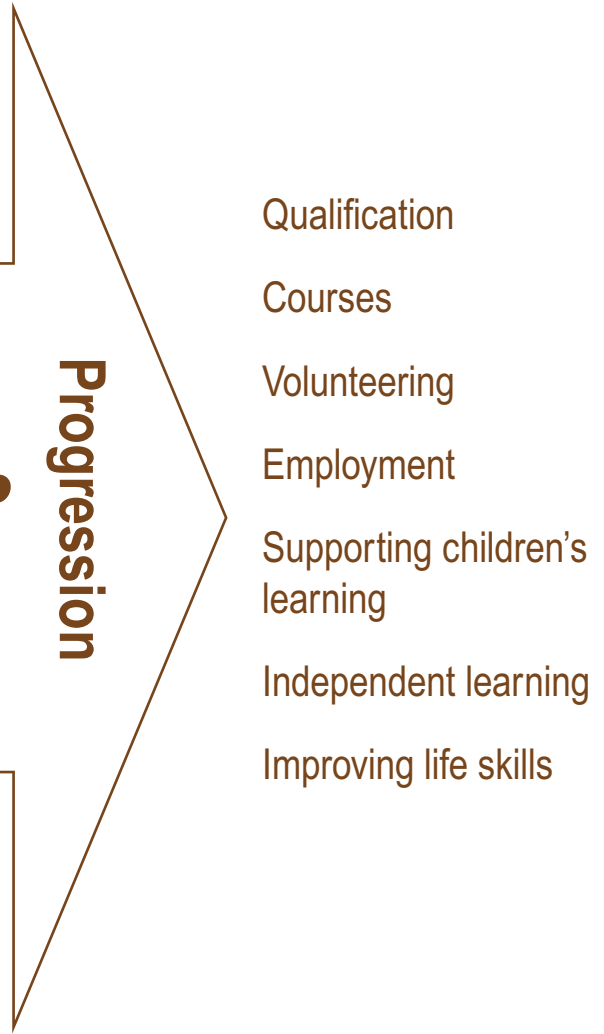 Progression
Qualification
Courses
Volunteering
Employment
Supporting children’s
learning
Independent learning
Improving life skills